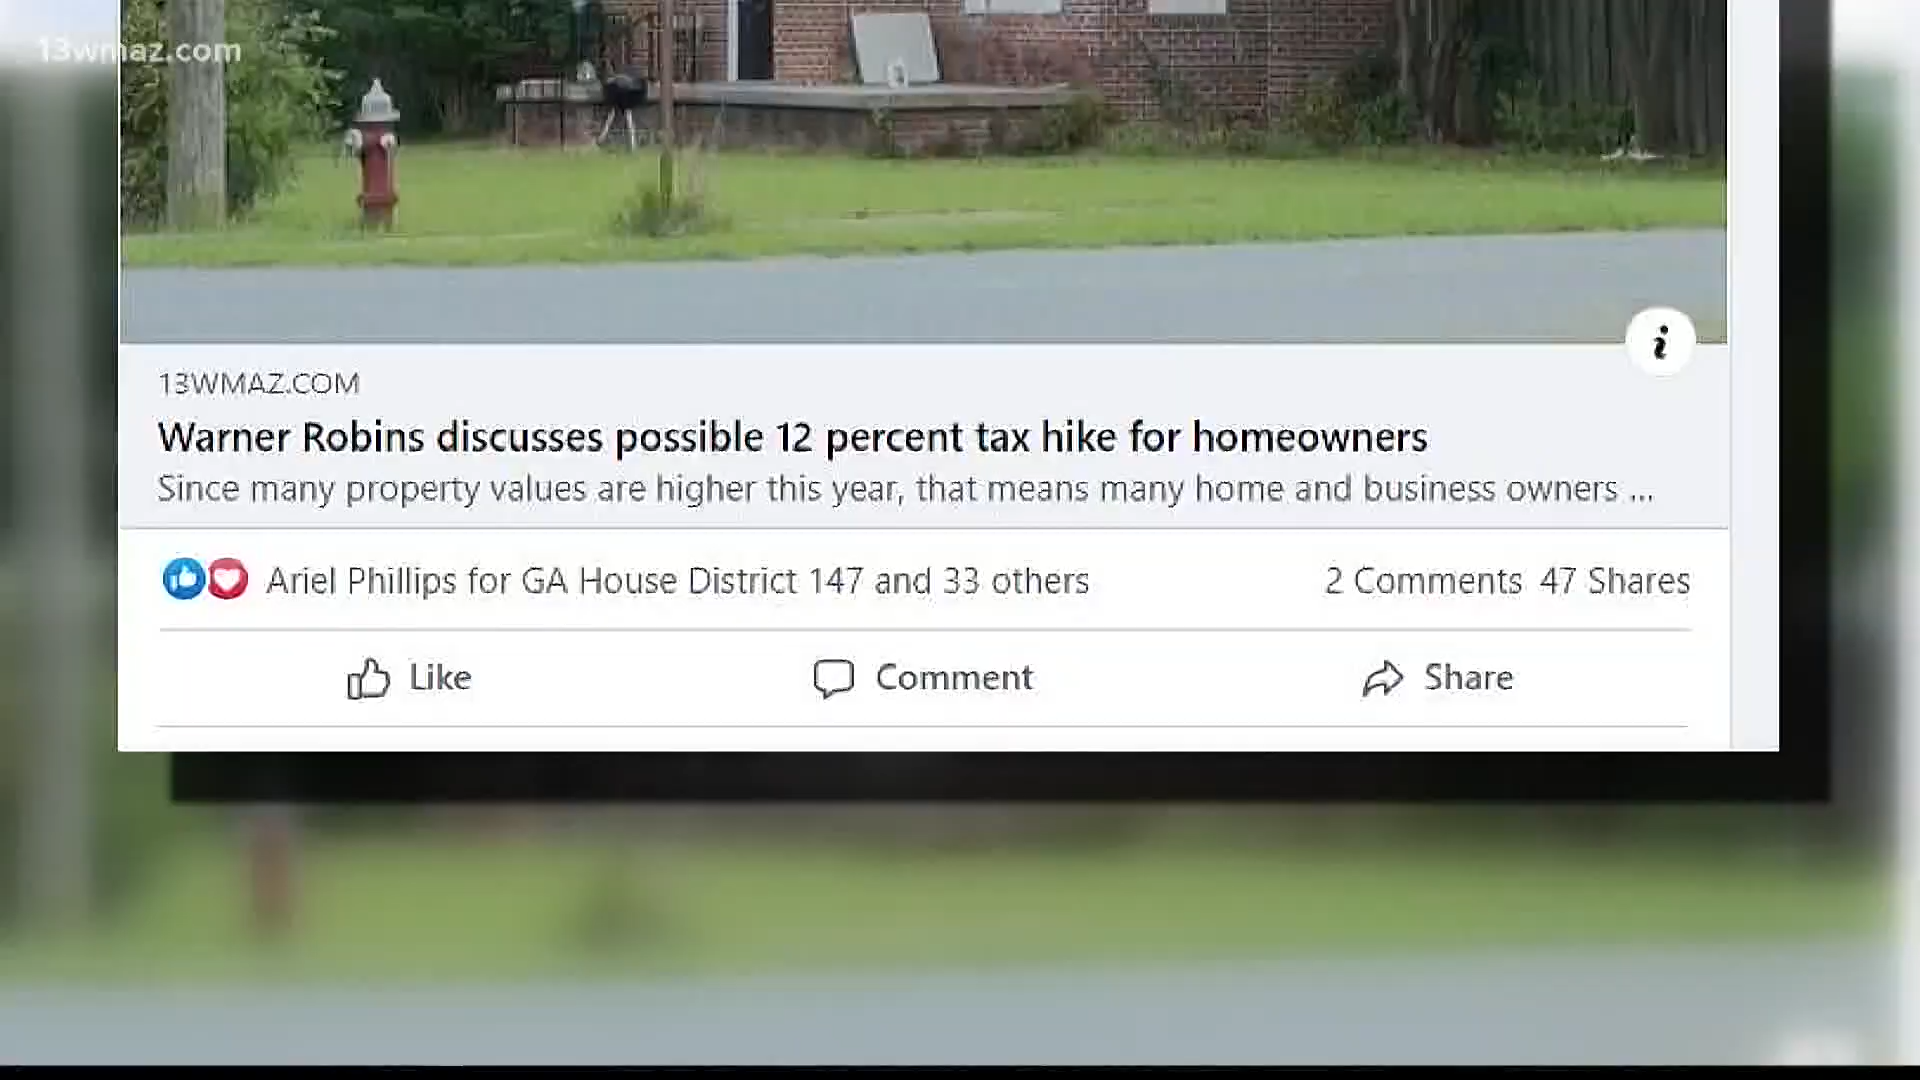 13wmaz.com
13WMAZ.COM
Warner Robins discusses possible 12 percent tax hike for homeowners
Since many property values are higher this year, that means many home and business owners ...
Ariel Phillips for GA House District 147 and 33 others 2 Comments 47 Shares
Like Comment Share